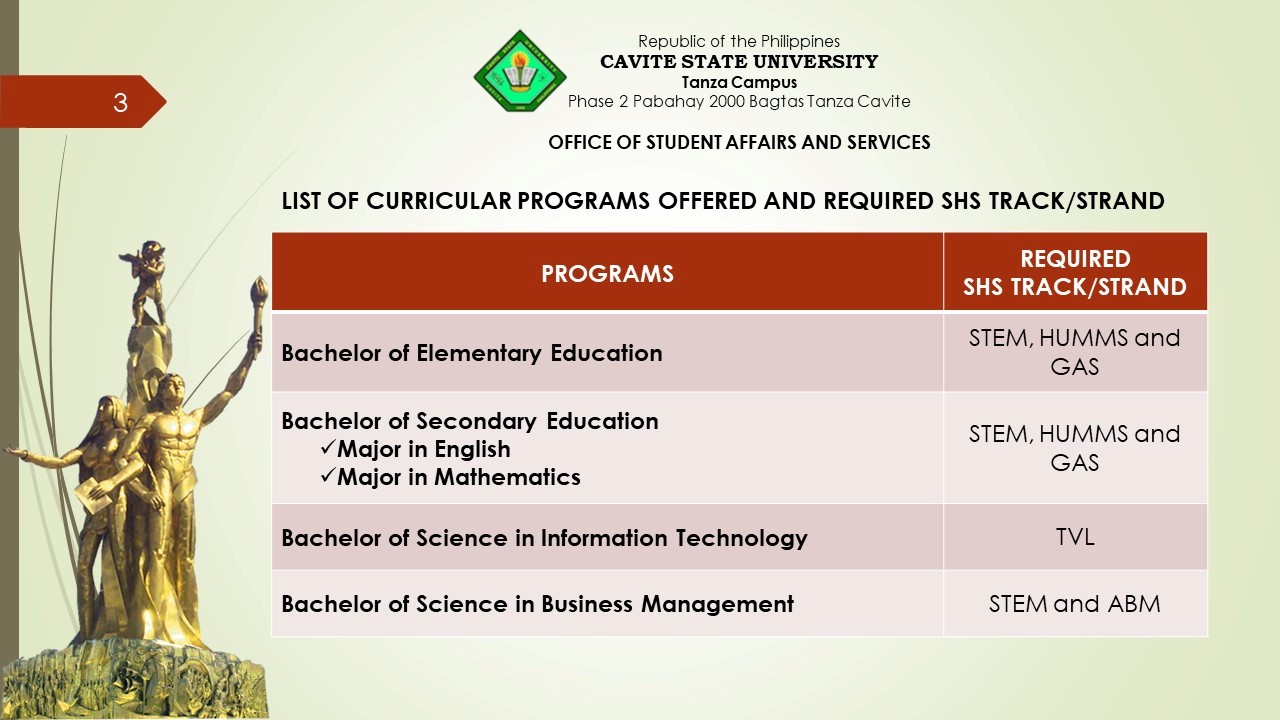 3
Republic of the Philippines
CAVITE STATE UNIVERSITY
Tanza Campus
Phase 2 Pabahay 2000 Bagtas Tanza Cavite
OFFICE OF STUDENT AFFAIRS AND SERVICES
LIST OF CURRICULAR PROGRAMS OFFERED AND REQUIRED SHS TRACK/STRAND
PROGRAMS
REQUIRED
SHS TRACK/STRAND
Bachelor of Elementary Education
STEM, HUMMS and
GAS
Bachelor of Secondary Education
✓Major in English
✓Major in Mathematics
STEM, HUMMS and
GAS
Bachelor of Science in Information Technology
TVL
Bachelor of Science in Business Management
STEM and ABM